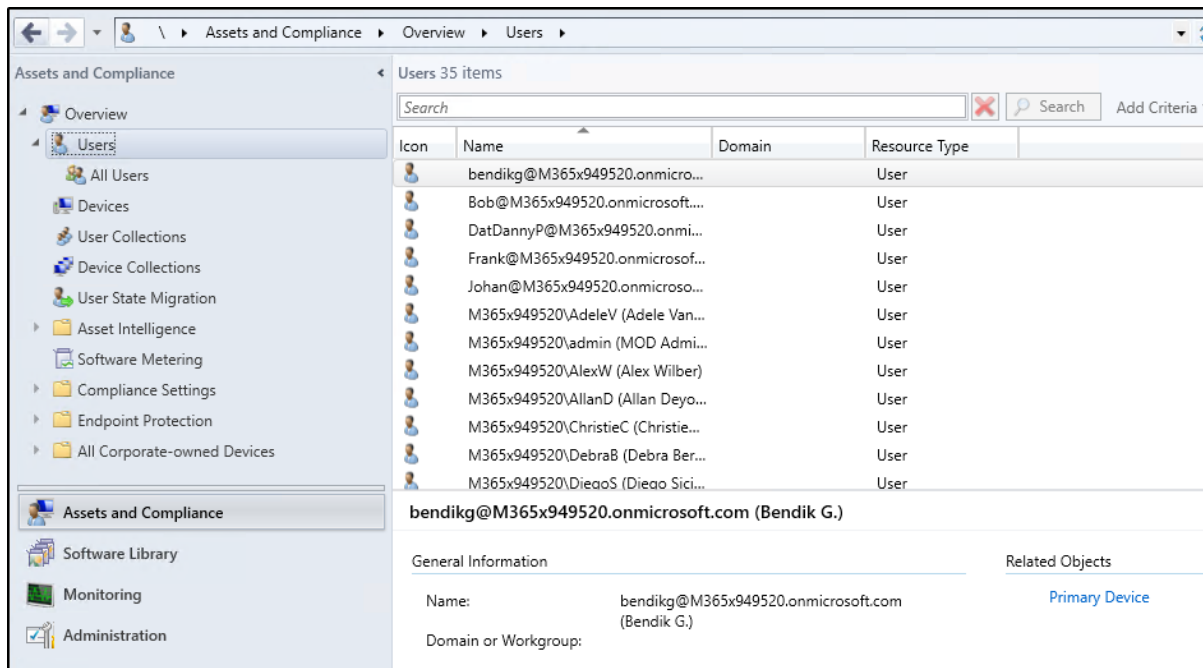 \ Assets and Compliance Overview Users
Assets and Compliance
Overview
Users
All Users
Devices
User Collections
Device Collections
User State Migration
Asset Intelligence
Software Metering
Compliance Settings
Endpoint Protection
All Corporate-owned Devices
Assets and Compliance
Software Library
Monitoring
Administration
Users 35 items
Search Search Add Criteria
Icon Name Domain Resource Type
bendikg@M365x949520.onmicro... User
Bob@M365x949520.onmicrosoft.... User
DatDannyP@M365x949520.onmi... User
Frank@M365x949520.onmicrosof... User
Johan@M365x949520.onmicroso... User
M365x949520\AdeleV (Adele Van... User
M365x949520\admin (MOD Admi... User
M365x949520\AlexW (Alex Wilber) User
M365x949520\AllanD (Allan Deyo... User
M365x949520\ChristieC (Christie... User
M365x949520\DebraB (Debra Ber... User
M365x949520\DiegoS (Diego Sici... User
bendikg@M365x949520.onmicrosoft.com (Bendik G.)
General Information
Name: bendikg@M365x949520.onmicrosoft.com
(Bendik G.)
Domain or Workgroup:
Related Objects
Primary Device